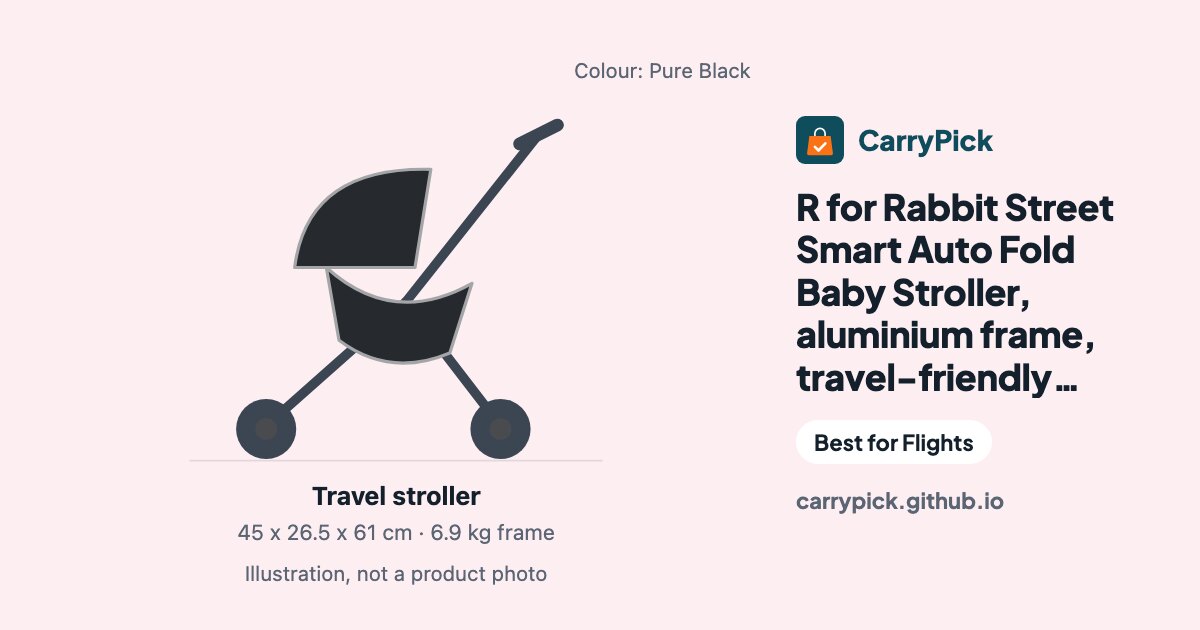 Colour: Pure Black
CarryPick
R for Rabbit Street
Smart Auto Fold
Baby Stroller,
aluminium frame,
travel-friendly…
Best for Flights
carrypick.github.io
Travel stroller
45 x 26.5 x 61 cm · 6.9 kg frame
Illustration, not a product photo